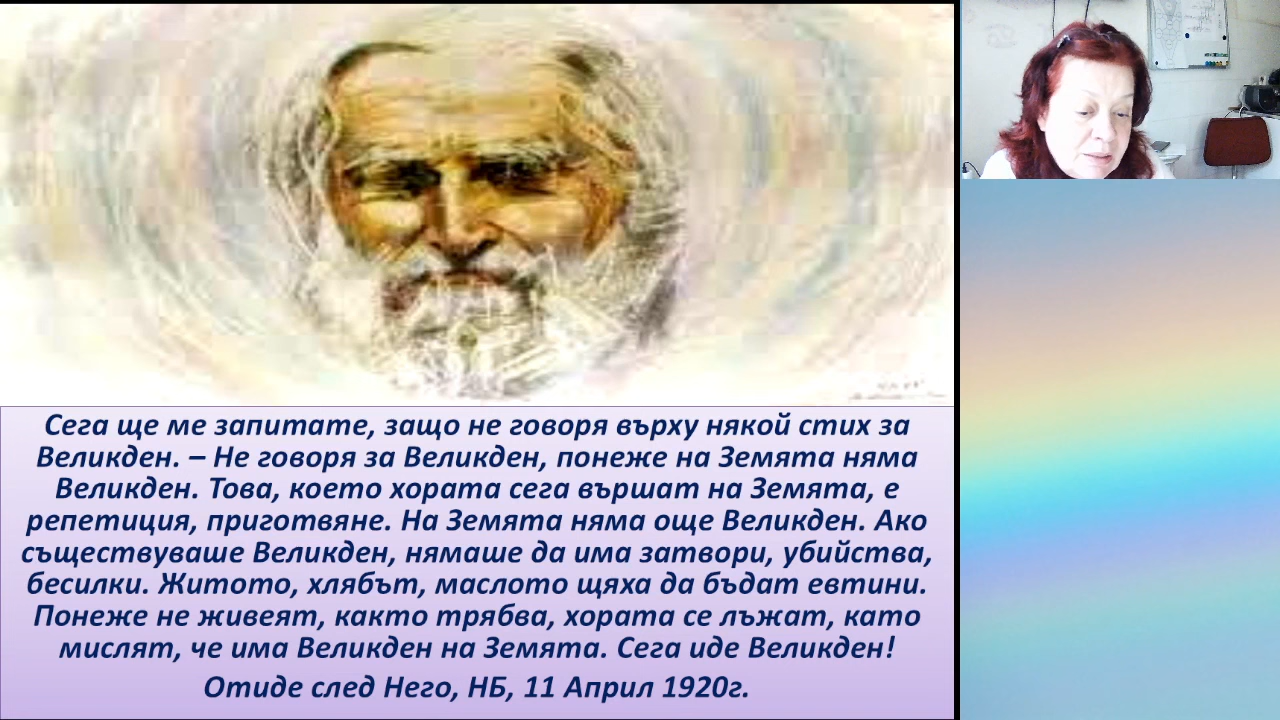 Сега ще ме запитате, защо не говоря върху някой стих за
Великден. – Не говоря за Великден, понеже на Земята няма
Великден. Това, което хората сега вършат на Земята, е
репетиция, приготвяне. На Земята няма още Великден. Ако
съществуваше Великден, нямаше да има затвори, убийства,
бесилки. Житото, хлябът, маслото щяха да бъдат евтини.
Понеже не живеят, както трябва, хората се лъжат, като
мислят, че има Великден на Земята. Сега иде Великден!
Отиде след Него, НБ, 11 Април 1920г.